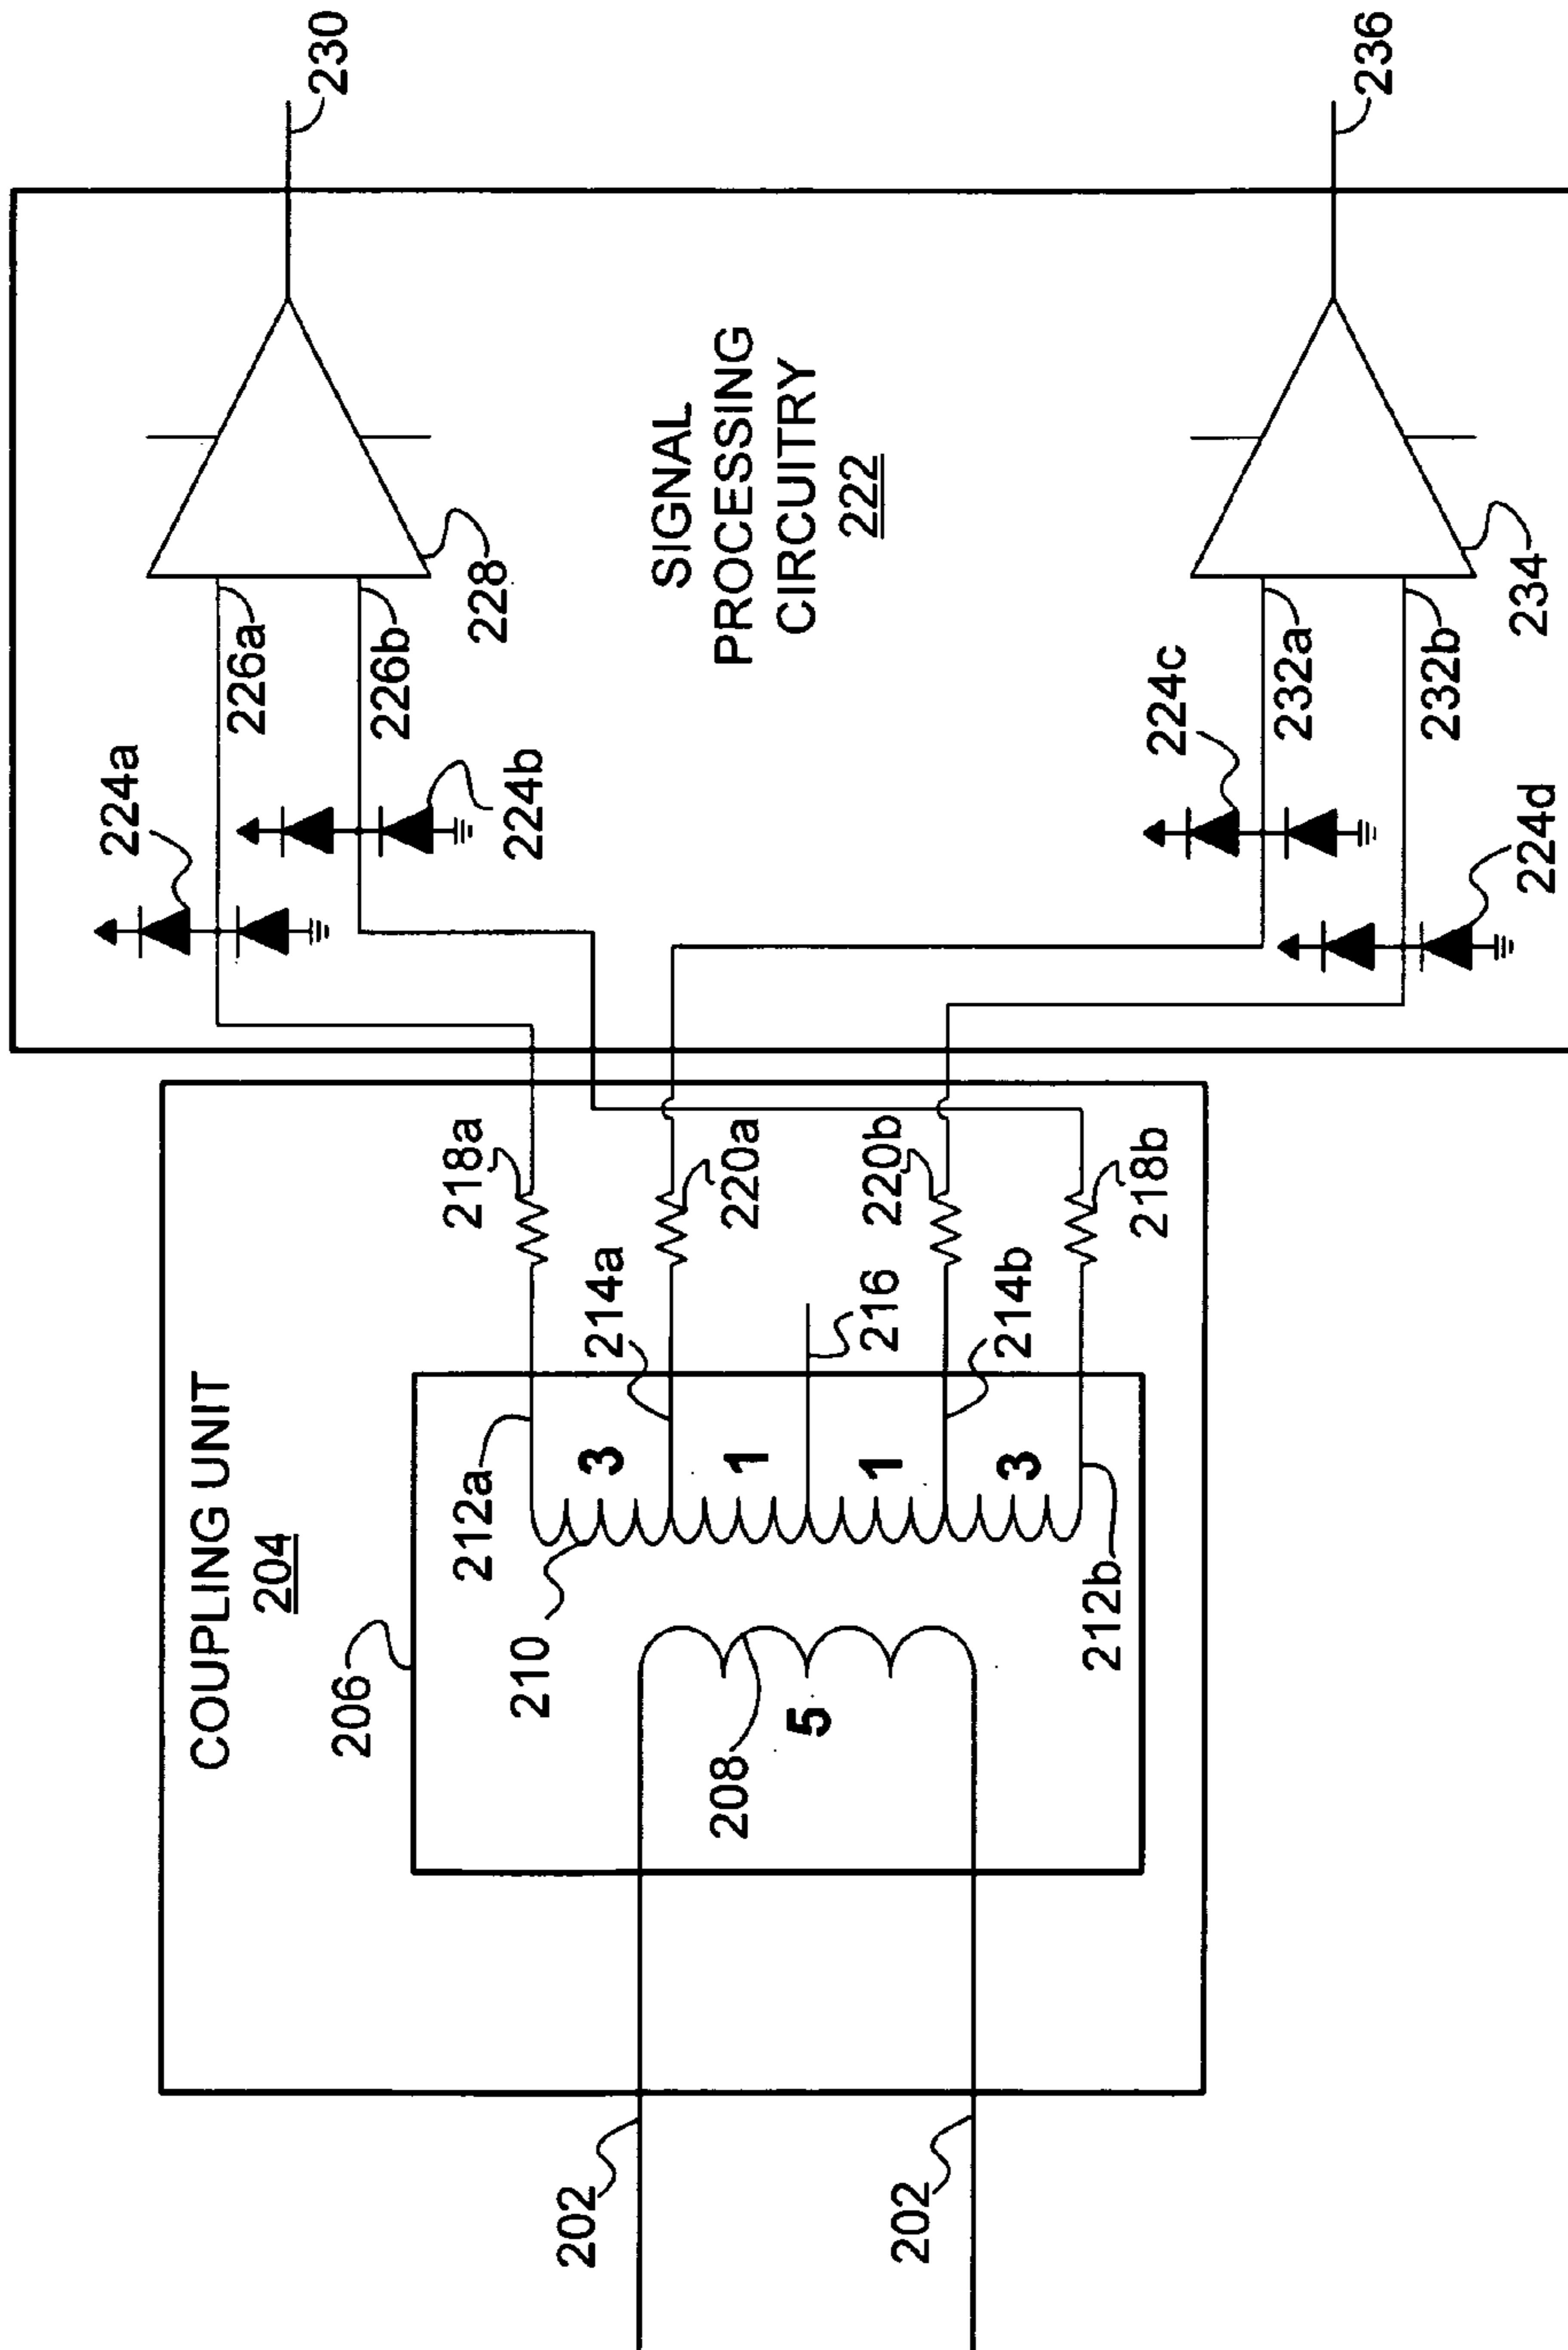 COUPLING UNIT
204
206
210
208
5
212a
212b
3
1
1
3
214a
214b
216
218a
220a
220b
218b
202
202
SIGNAL
PROCESSING
CIRCUITRY
222
224a
224b
224c
224d
226a
226b
228
230
232a
232b
234
236